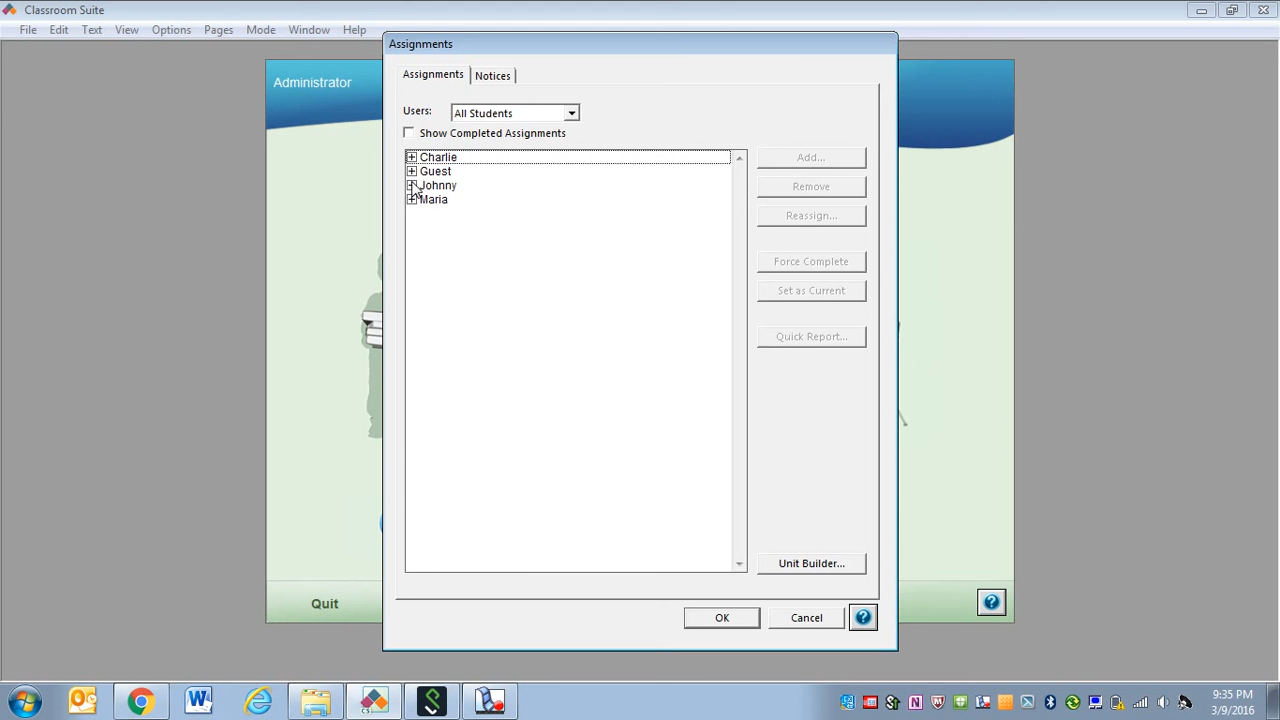 Classroom Suite
File Edit Text View Options Pages Mode Window Help
Administrator
Assignments
Assignments Notices
Users: All Students
Show Completed Assignments
Charlie
Guest
Johnny
Maria
Add...
Remove
Reassign...
Force Complete
Set as Current
Quick Report...
Unit Builder...
Quit
OK Cancel
9:35 PM
3/9/2016